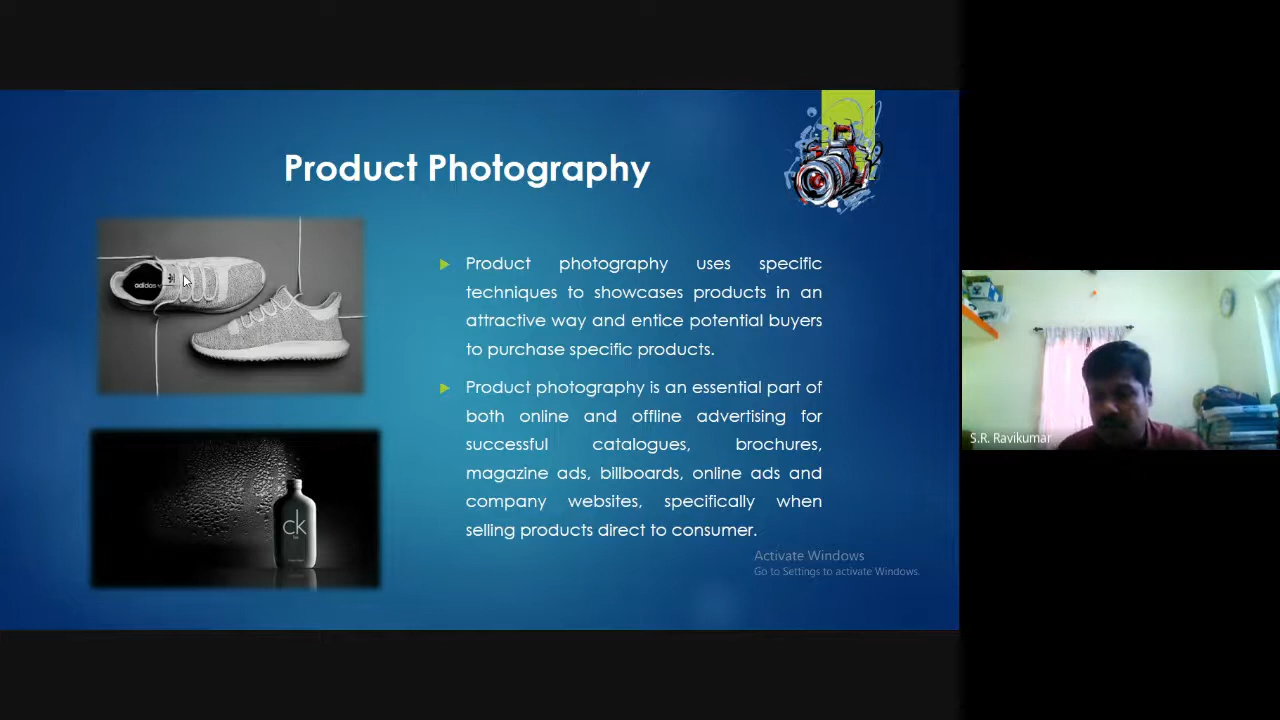 Product Photography
adidas
Product photography uses specific
techniques to showcases products in an
attractive way and entice potential buyers
to purchase specific products.
Product photography is an essential part of
both online and offline advertising for
successful catalogues, brochures,
magazine ads, billboards, online ads and
company websites, specifically when
selling products direct to consumer.
ck
Activate Windows
Go to Settings to activate Windows.
S.R. Ravikumar